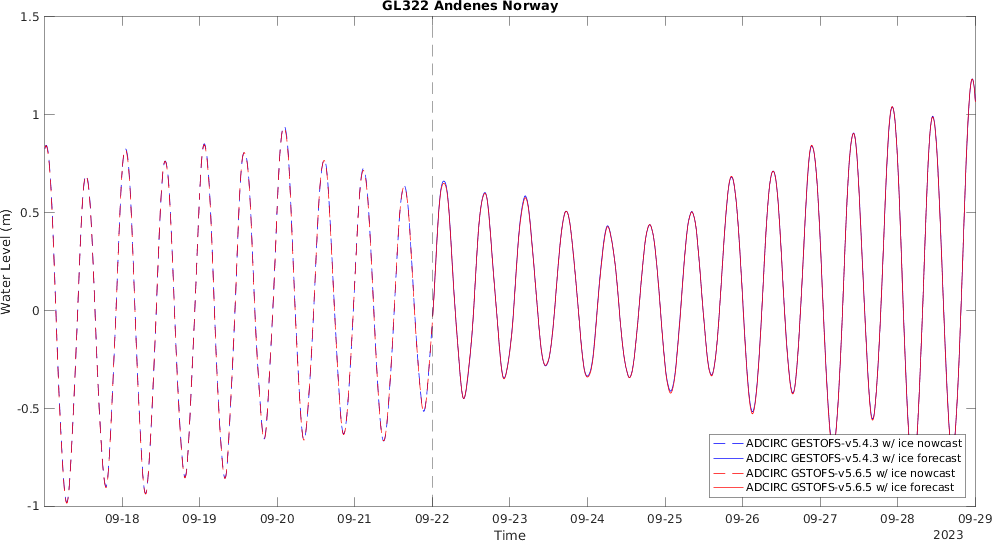 GL322 Andenes Norway
1.5
1
0.5
0
-0.5
-1
Water Level (m)
09-18 09-19 09-20 09-21 09-22 09-23 09-24 09-25 09-26 09-27 09-28 09-29
Time
2023
ADCIRC GESTOFS-v5.4.3 w/ ice nowcast
ADCIRC GESTOFS-v5.4.3 w/ ice forecast
ADCIRC GSTOFS-v5.6.5 w/ ice nowcast
ADCIRC GSTOFS-v5.6.5 w/ ice forecast